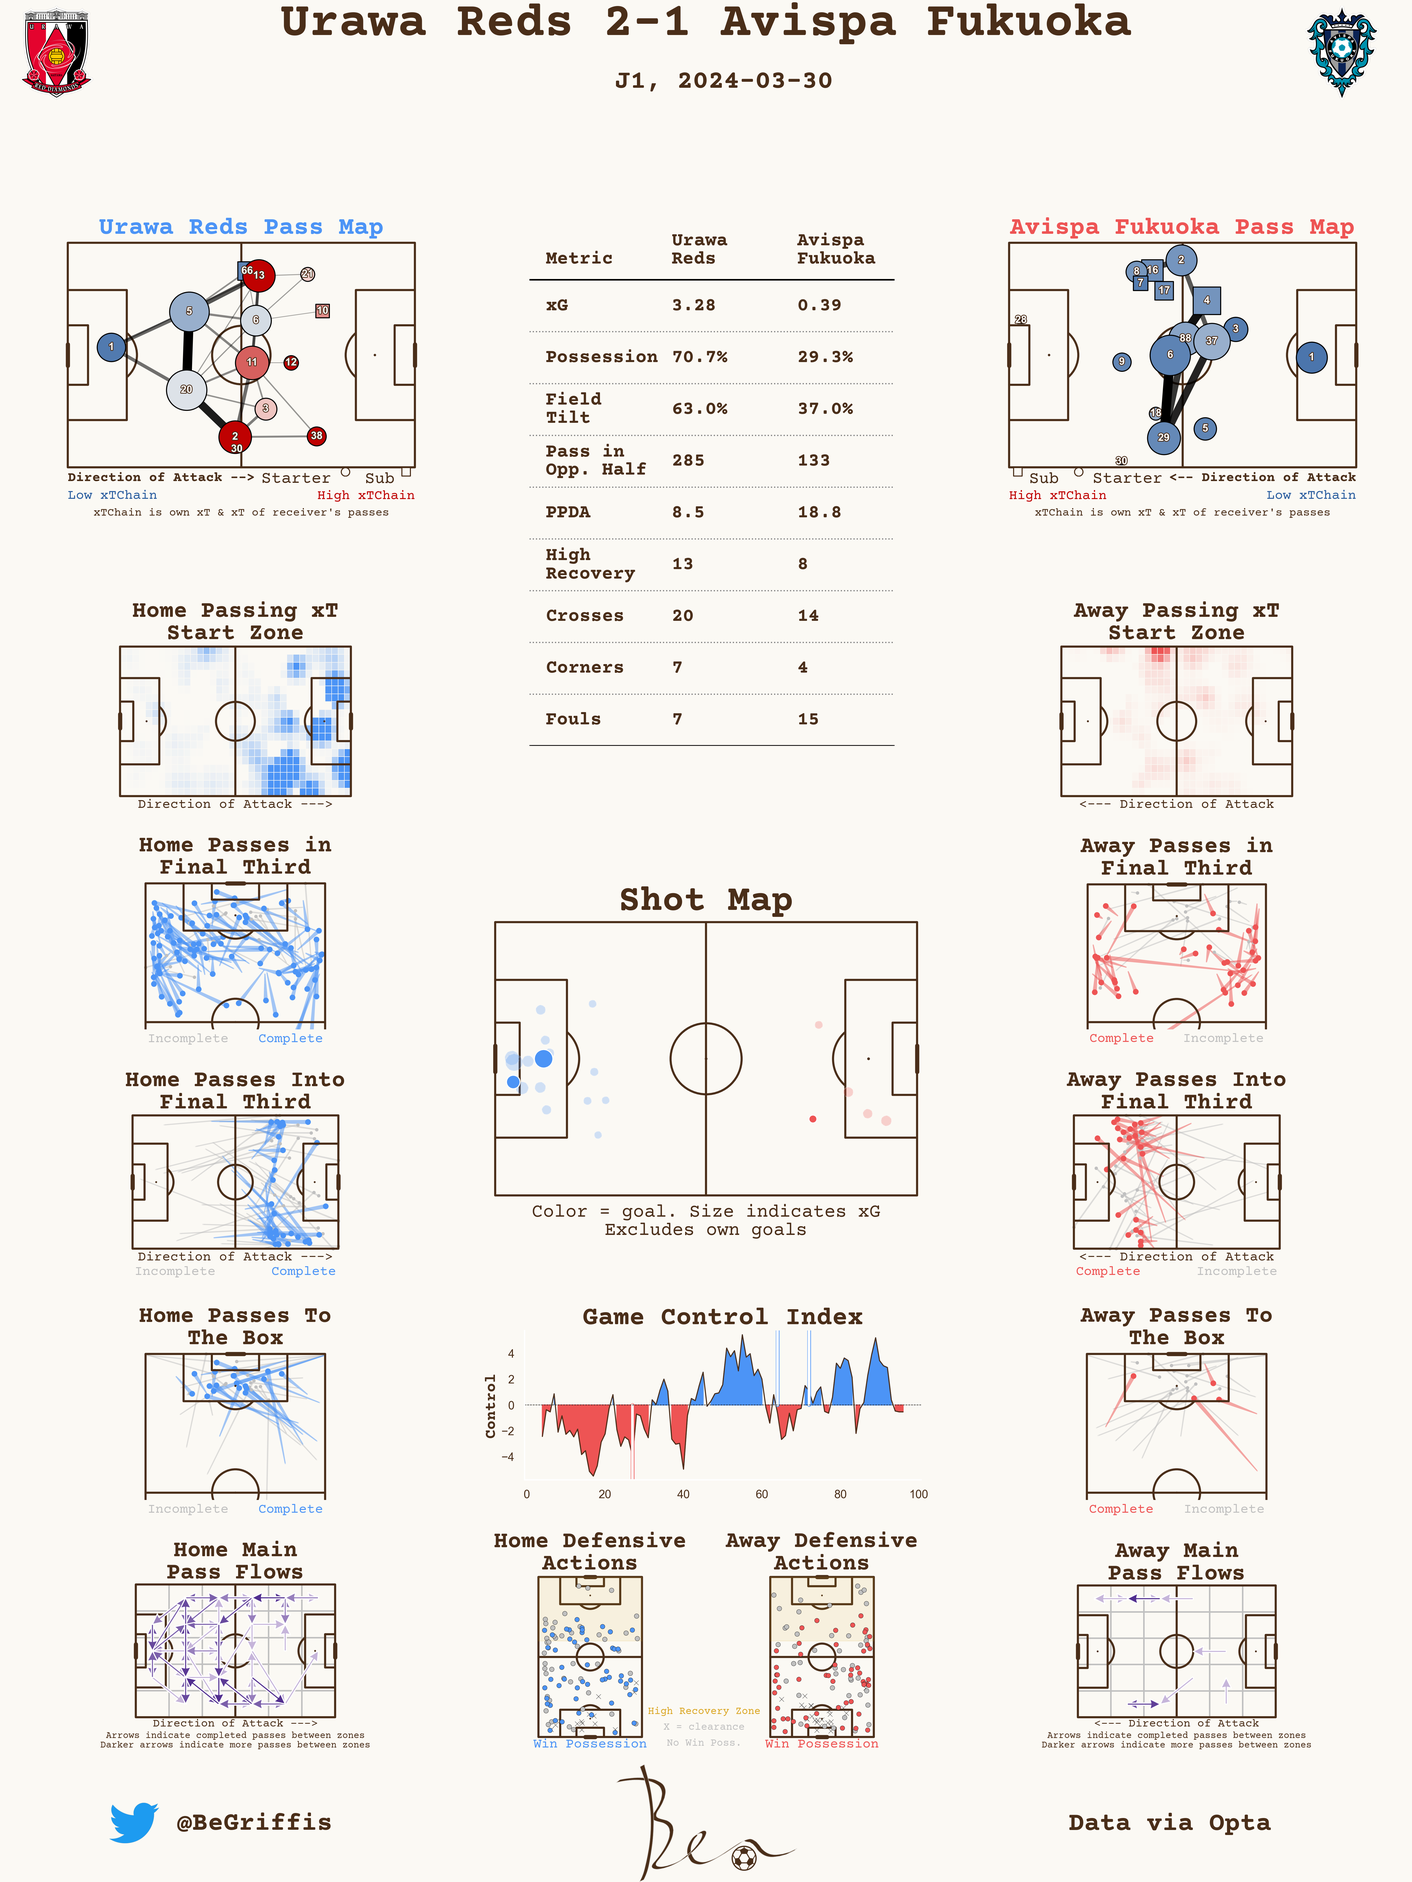 Urawa Reds 2-1 Avispa Fukuoka
J1, 2024-03-30
URAWA
RED DIAMONDS
Urawa Reds Pass Map
66
13
21
10
5
6
1
11
12
20
3
2
30
38
Direction of Attack --> Starter Sub
Low xTChain High xTChain
xTChain is own xT & xT of receiver's passes
Metric Urawa Reds Avispa Fukuoka
xG 3.28 0.39
Possession 70.7% 29.3%
Field Tilt 63.0% 37.0%
Pass in Opp. Half 285 133
PPDA 8.5 18.8
High Recovery 13 8
Crosses 20 14
Corners 7 4
Fouls 7 15
Avispa Fukuoka Pass Map
2
8
16
7
17
4
28
3
88
37
6
9
1
18
29
5
30
Sub Starter <-- Direction of Attack
High xTChain Low xTChain
xTChain is own xT & xT of receiver's passes
Home Passing xT
Start Zone
Direction of Attack --->
Away Passing xT
Start Zone
<--- Direction of Attack
Home Passes in
Final Third
Incomplete Complete
Away Passes in
Final Third
Complete Incomplete
Shot Map
Color = goal. Size indicates xG
Excludes own goals
Home Passes Into
Final Third
Direction of Attack --->
Incomplete Complete
Away Passes Into
Final Third
<--- Direction of Attack
Complete Incomplete
Home Passes To
The Box
Incomplete Complete
Game Control Index
Control
4
2
0
−2
−4
0 20 40 60 80 100
Away Passes To
The Box
Complete Incomplete
Home Main
Pass Flows
Direction of Attack --->
Arrows indicate completed passes between zones
Darker arrows indicate more passes between zones
Home Defensive
Actions
Win Possession
High Recovery Zone
X = clearance
No Win Poss.
Away Defensive
Actions
Win Possession
Away Main
Pass Flows
<--- Direction of Attack
Arrows indicate completed passes between zones
Darker arrows indicate more passes between zones
@BeGriffis
Ben
Data via Opta